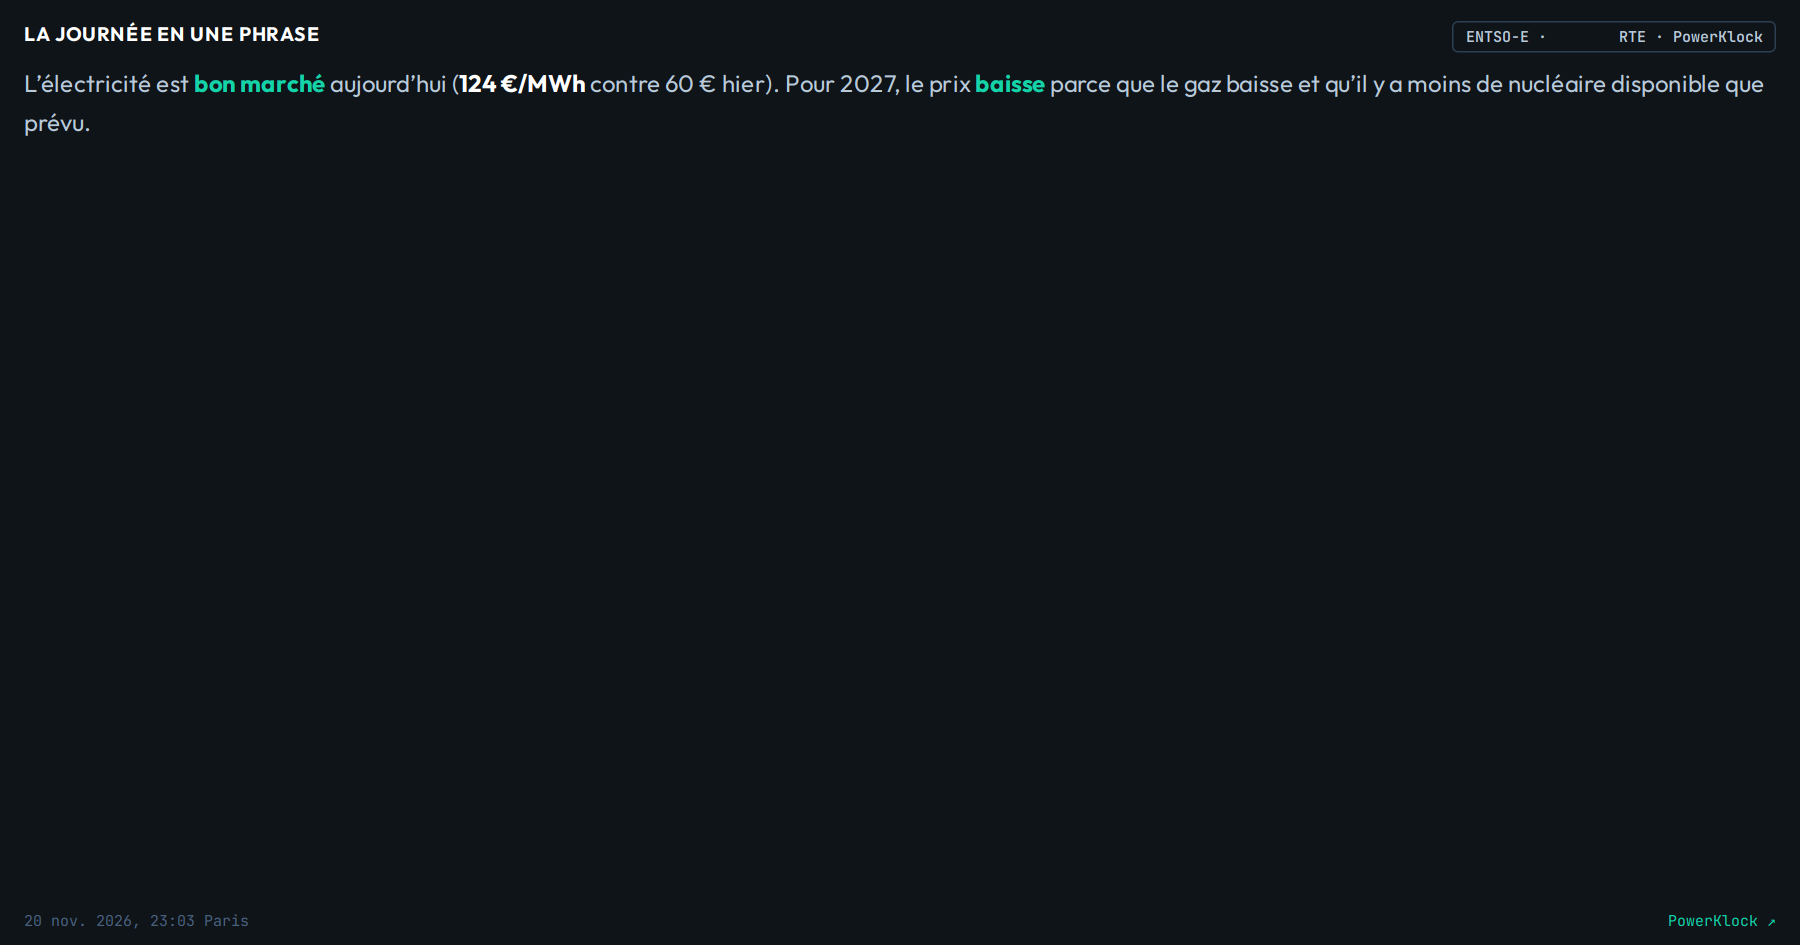 LA JOURNÉE EN UNE PHRASE
ENTSO-E · RTE · PowerKlock
L’électricité est bon marché aujourd’hui (124 €/MWh contre 60 € hier). Pour 2027, le prix baisse parce que le gaz baisse et qu’il y a moins de nucléaire disponible que
prévu.
20 nov. 2026, 23:03 Paris
PowerKlock ↗